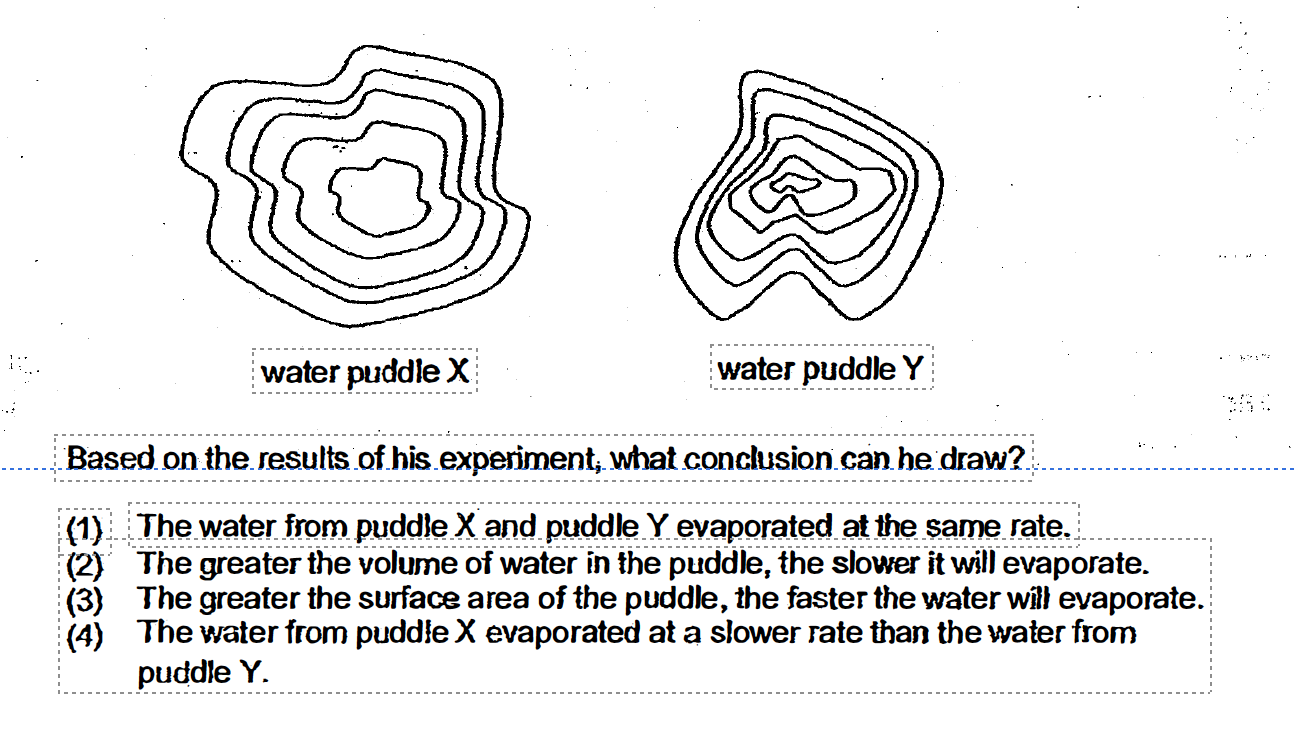 water puddle X
water puddle Y
Based on the results of his experiment, what conclusion can he draw?
(1) The water from puddle X and puddle Y evaporated at the same rate.
(2) The greater the volume of water in the puddle, the slower it will evaporate.
(3) The greater the surface area of the puddle, the faster the water will evaporate.
(4) The water from puddle X evaporated at a slower rate than the water from
puddle Y.